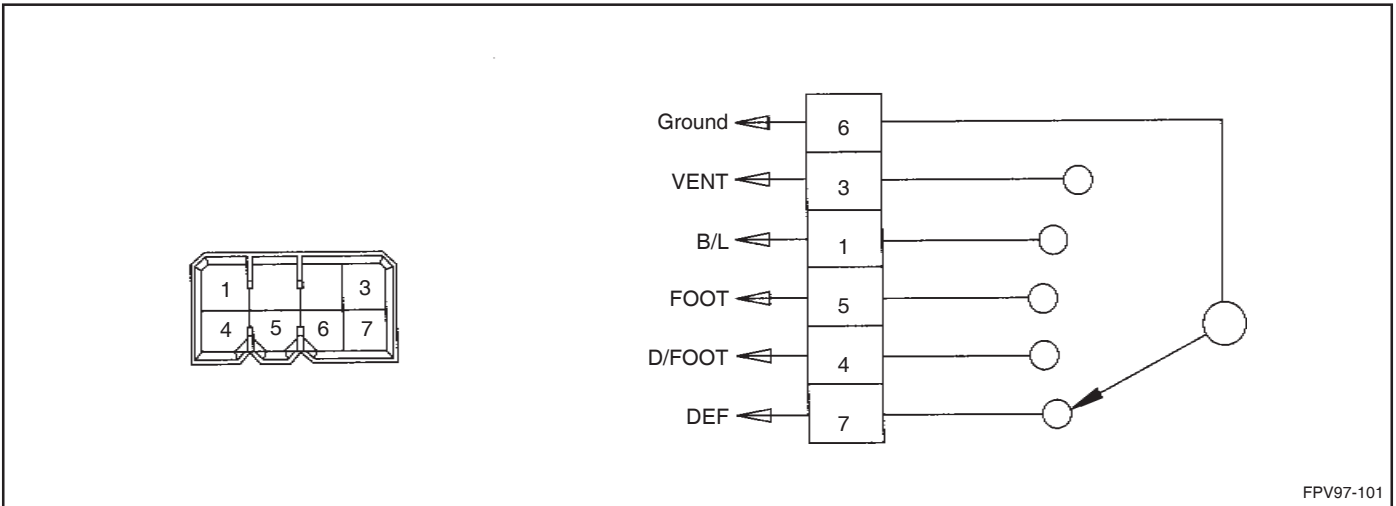 1 3
4 5 6 7
Ground 6
VENT 3
B/L 1
FOOT 5
D/FOOT 4
DEF 7
FPV97-101